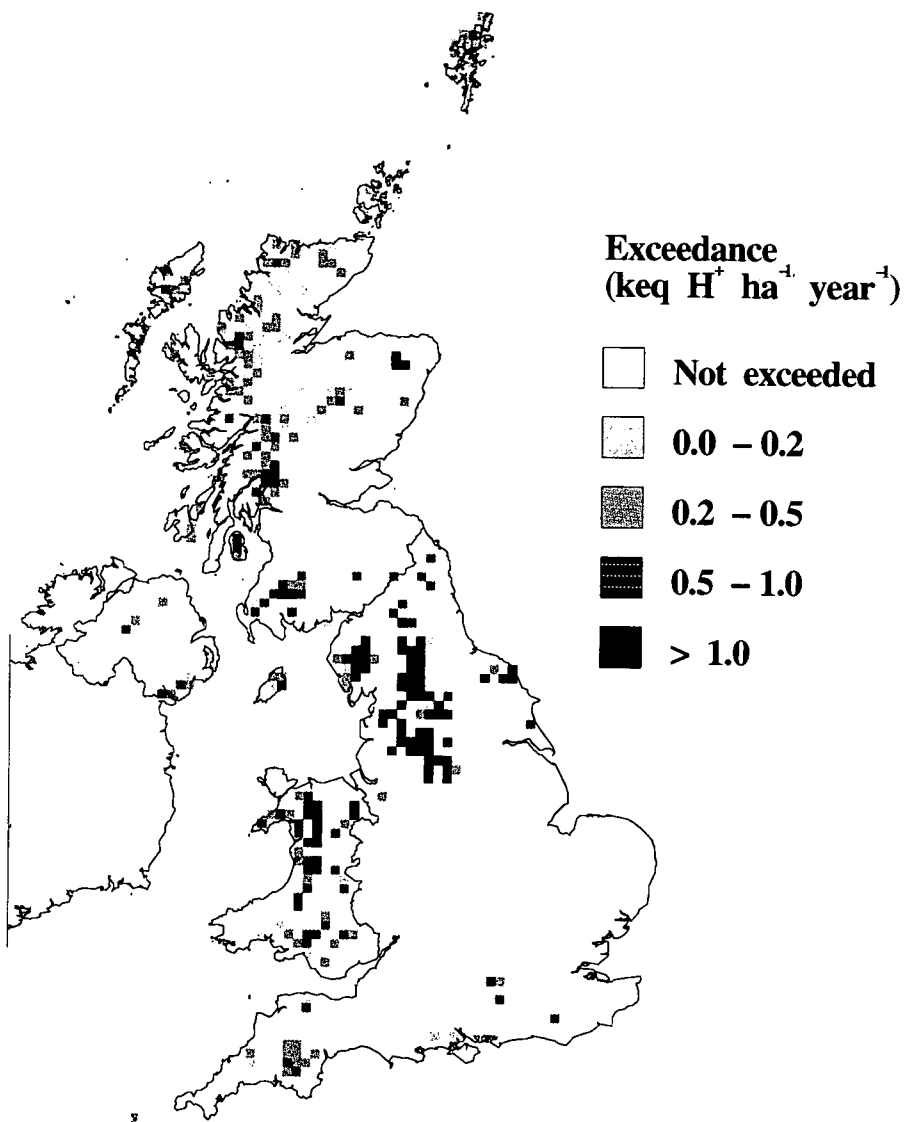 Exceedance
(keq H⁺ ha⁻¹ year⁻¹)
Not exceeded
0.0 – 0.2
0.2 – 0.5
0.5 – 1.0
> 1.0